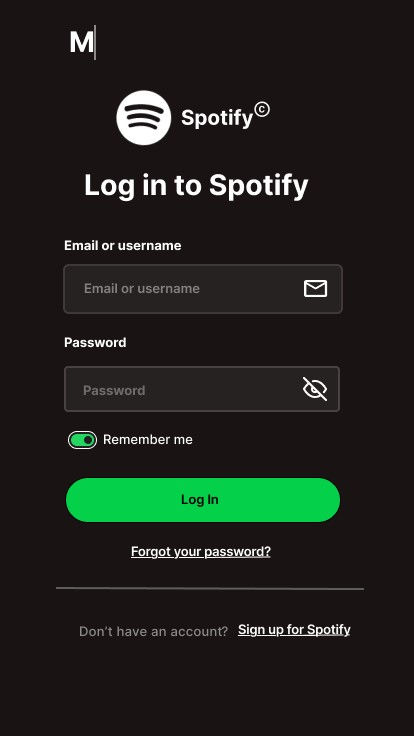 M
Spotify©
Log in to Spotify
Email or username
Email or username
Password
Password
Remember me
Log In
Forgot your password?
Don't have an account? Sign up for Spotify